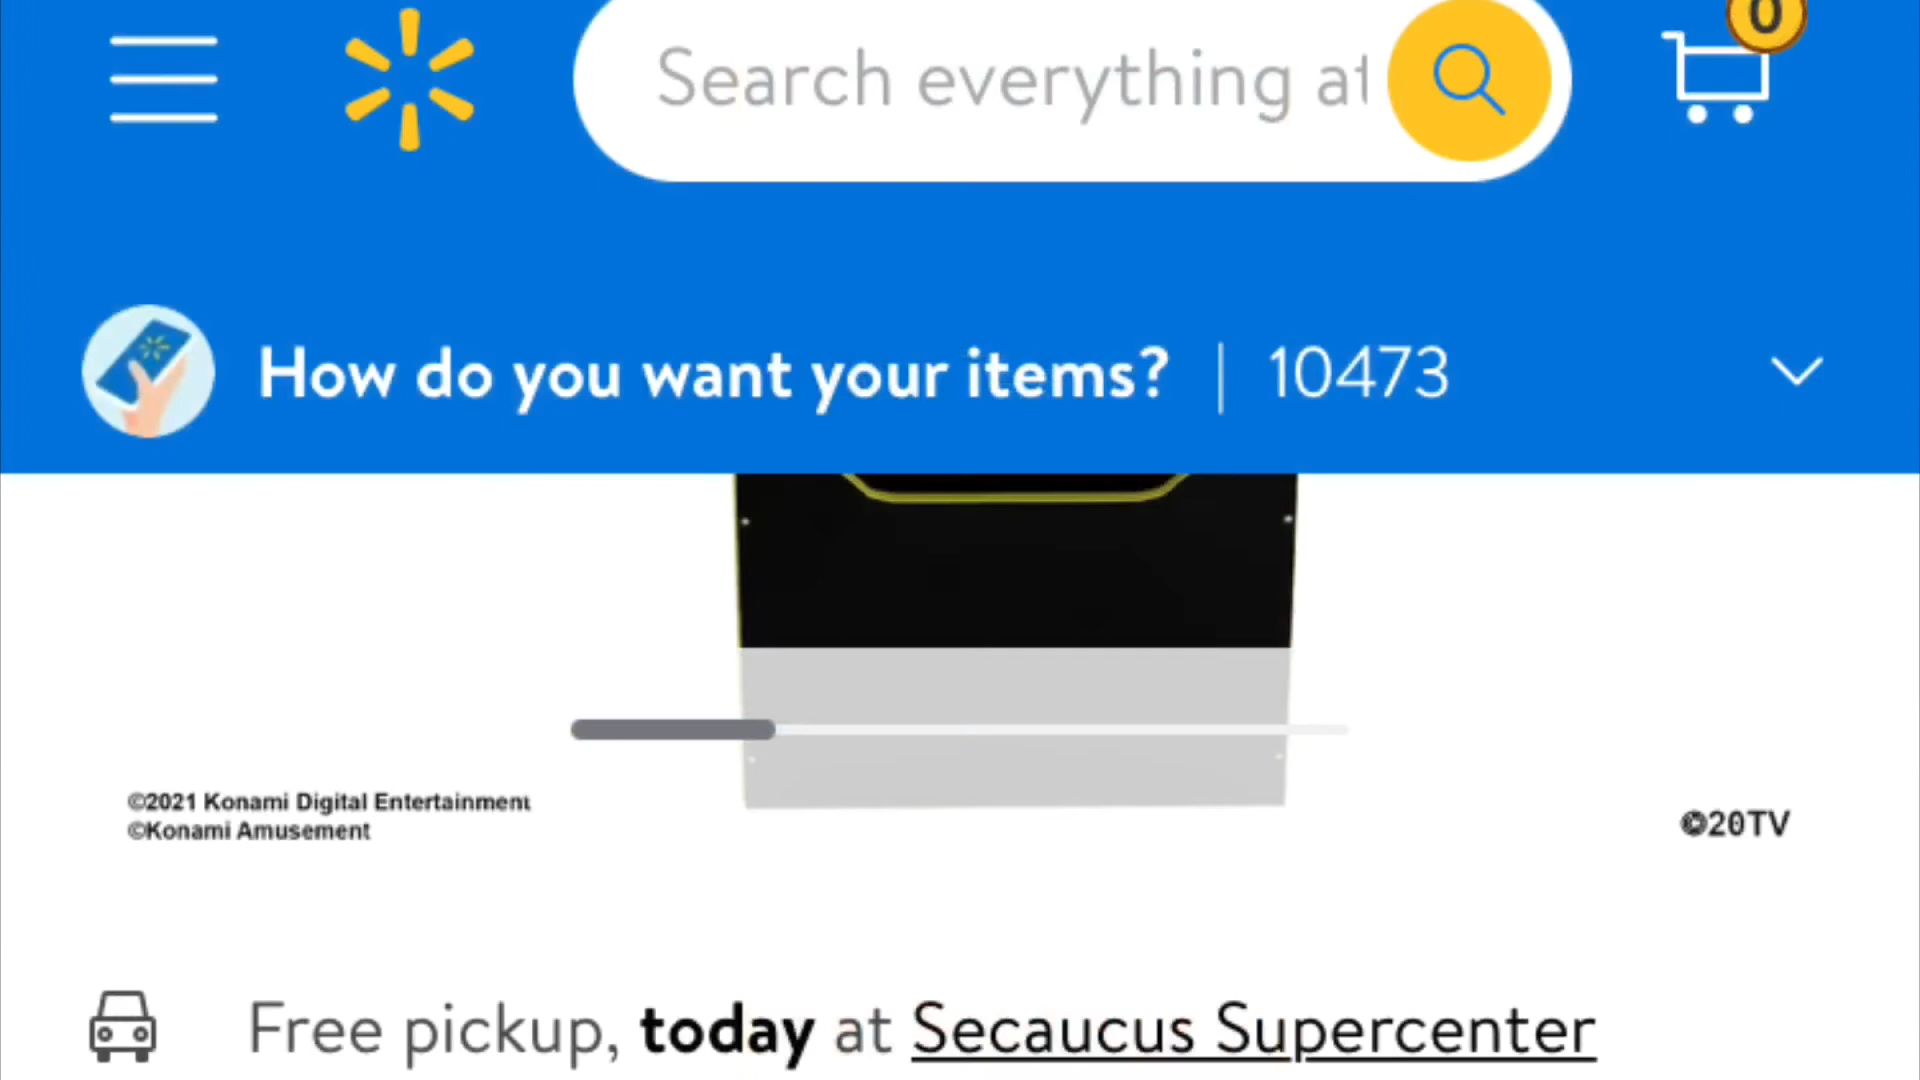 0
Search everything at
How do you want your items? | 10473
©2021 Konami Digital Entertainment
©Konami Amusement
©20TV
Free pickup, today at Secaucus Supercenter